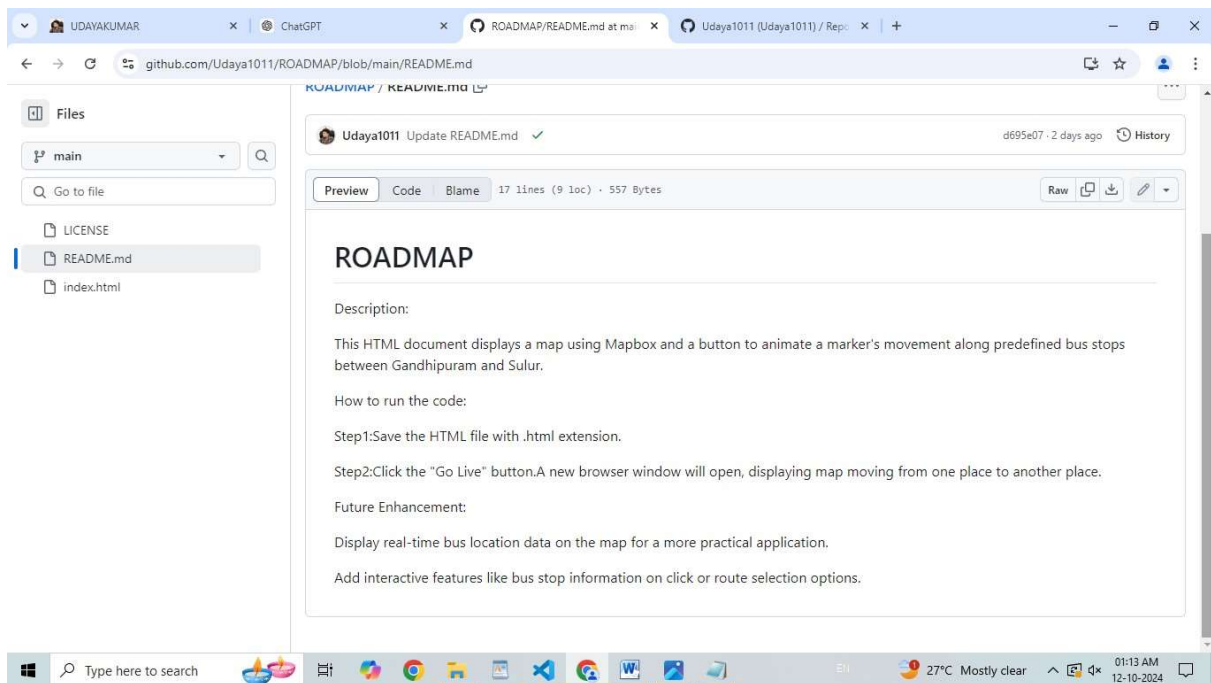 UDAYAKUMAR
ChatGPT
ROADMAP/README.md at mai
Udaya1011 (Udaya1011) / Repo
github.com/Udaya1011/ROADMAP/blob/main/README.md
Files
main
Go to file
LICENSE
README.md
index.html
ROADMAP / README.md
Udaya1011 Update README.md
d695e07 · 2 days ago History
Preview Code Blame 17 lines (9 loc) · 557 Bytes
Raw
ROADMAP
Description:
This HTML document displays a map using Mapbox and a button to animate a marker's movement along predefined bus stops
between Gandhipuram and Sulur.
How to run the code:
Step1:Save the HTML file with .html extension.
Step2:Click the "Go Live" button.A new browser window will open, displaying map moving from one place to another place.
Future Enhancement:
Display real-time bus location data on the map for a more practical application.
Add interactive features like bus stop information on click or route selection options.
Type here to search
EN
27°C Mostly clear
01:13 AM
12-10-2024